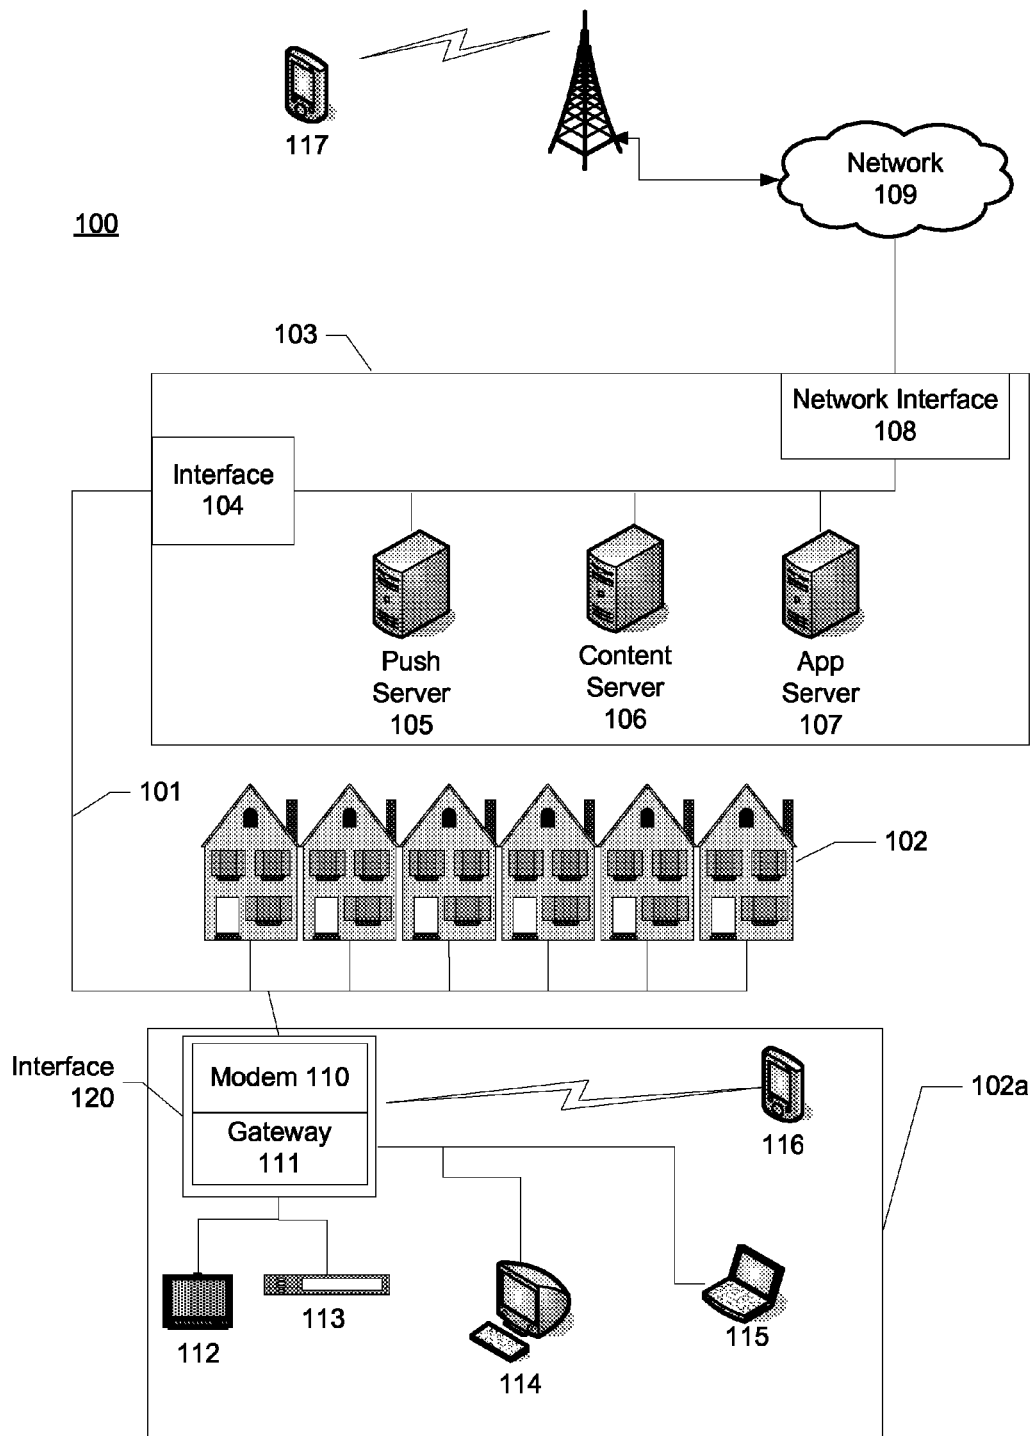 117
Network
109
100
103
Network Interface
108
Interface
104
Push
Server
105
Content
Server
106
App
Server
107
101
102
Interface
120
Modem 110
Gateway
111
116
102a
112
113
114
115